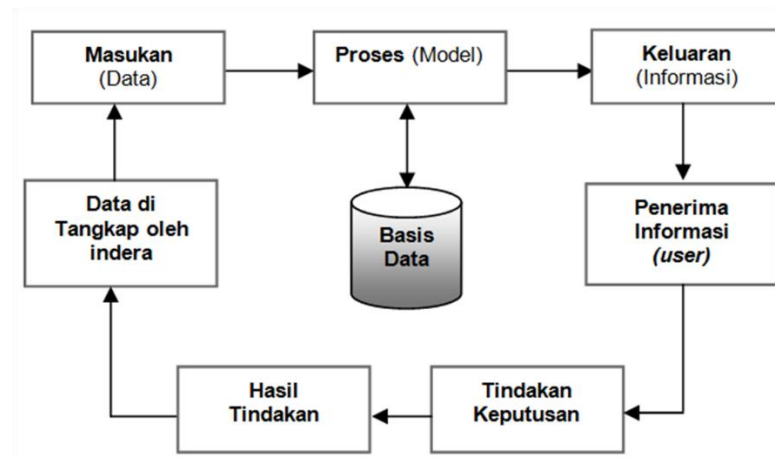 Masukan
(Data)
Proses (Model)
Keluaran
(Informasi)
Data di
Tangkap oleh
indera
Basis
Data
Penerima
Informasi
(user)
Hasil
Tindakan
Tindakan
Keputusan